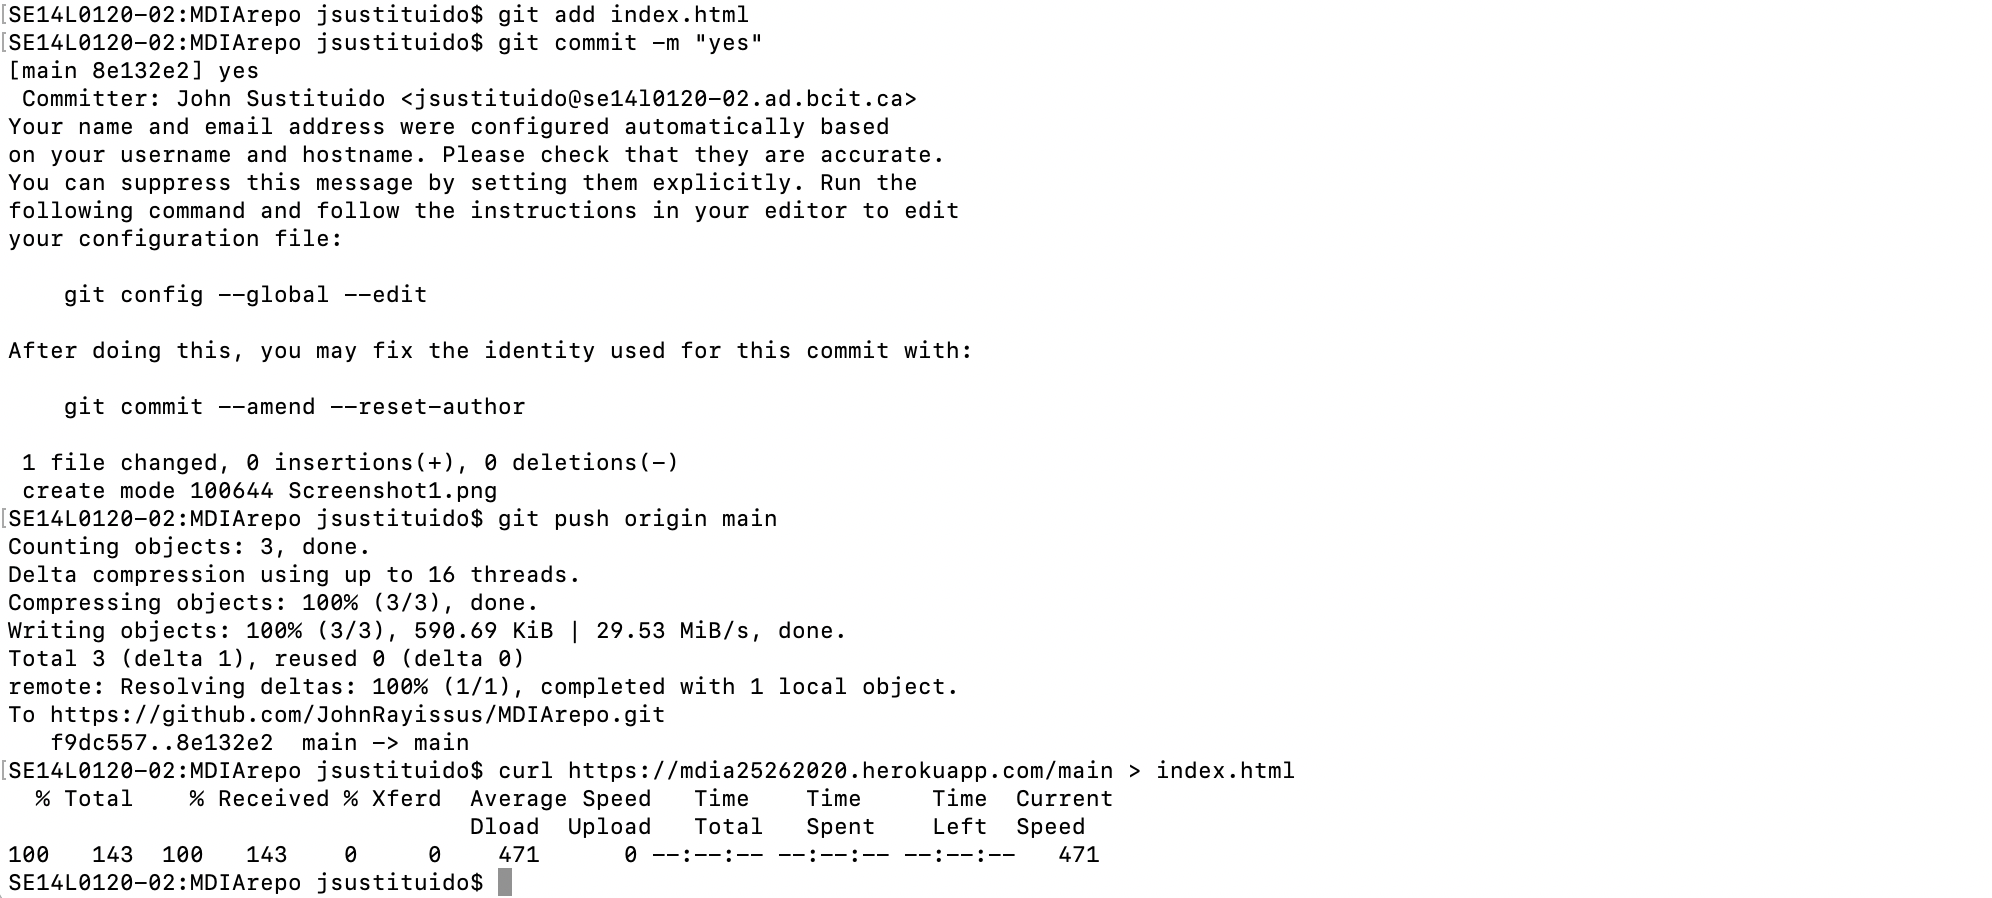 [SE14L0120-02:MDIArepo jsustituido$ git add index.html
[SE14L0120-02:MDIArepo jsustituido$ git commit -m "yes"
[main 8e132e2] yes
 Committer: John Sustituido <jsustituido@se14l0120-02.ad.bcit.ca>
Your name and email address were configured automatically based
on your username and hostname. Please check that they are accurate.
You can suppress this message by setting them explicitly. Run the
following command and follow the instructions in your editor to edit
your configuration file:

    git config --global --edit

After doing this, you may fix the identity used for this commit with:

    git commit --amend --reset-author

 1 file changed, 0 insertions(+), 0 deletions(-)
 create mode 100644 Screenshot1.png
[SE14L0120-02:MDIArepo jsustituido$ git push origin main
Counting objects: 3, done.
Delta compression using up to 16 threads.
Compressing objects: 100% (3/3), done.
Writing objects: 100% (3/3), 590.69 KiB | 29.53 MiB/s, done.
Total 3 (delta 1), reused 0 (delta 0)
remote: Resolving deltas: 100% (1/1), completed with 1 local object.
To https://github.com/JohnRayissus/MDIArepo.git
   f9dc557..8e132e2  main -> main
[SE14L0120-02:MDIArepo jsustituido$ curl https://mdia25262020.herokuapp.com/main > index.html
  % Total    % Received % Xferd  Average Speed   Time    Time     Time  Current
                                 Dload  Upload   Total   Spent    Left  Speed
100   143  100   143    0     0    471      0 --:--:-- --:--:-- --:--:--   471
SE14L0120-02:MDIArepo jsustituido$